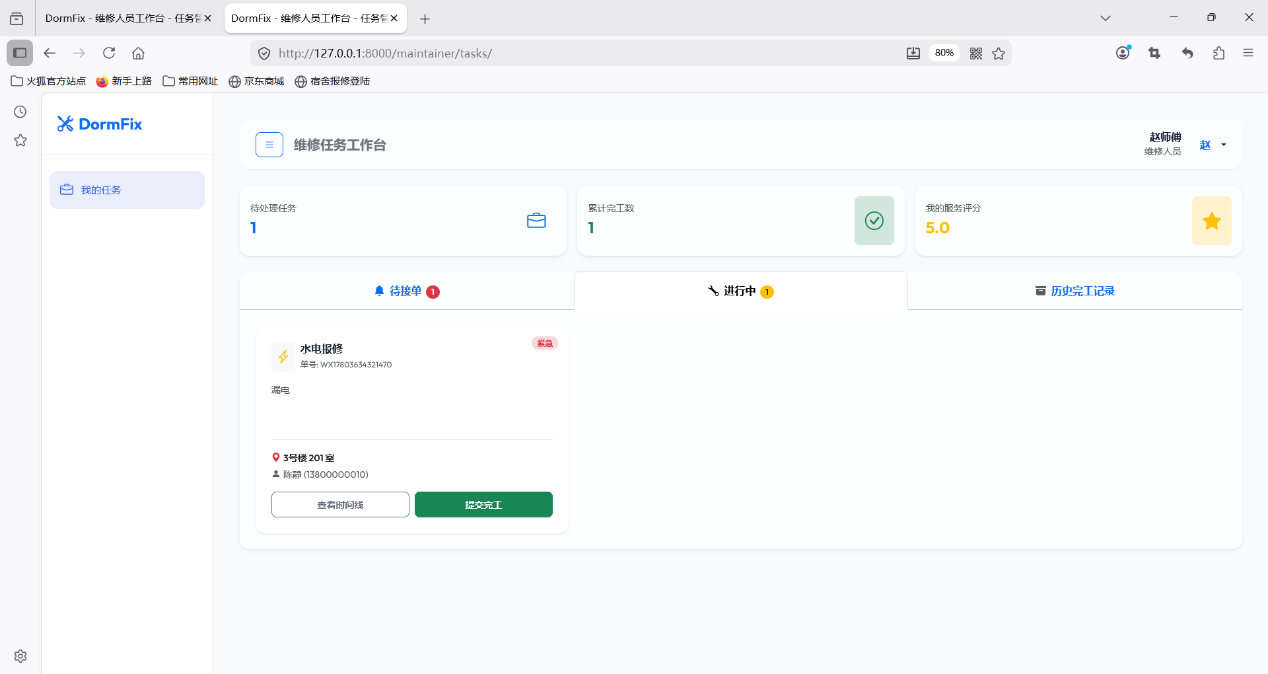 DormFix - 维修人员工作台 - 任务管
DormFix - 维修人员工作台 - 任务管
http://127.0.0.1:8000/maintainer/tasks/
80%
火狐官方站点
新手上路
常用网址
京东商城
宿舍报修登陆
DormFix
我的任务
维修任务工作台
赵师傅
维修人员
赵
待处理任务
1
累计完工数
1
我的服务评分
5.0
待接单 1
进行中 1
历史完工记录
水电报修
紧急
单号: WX17803634321470
漏电
3号楼 201 室
陈静 (13800000010)
查看时间线
提交完工